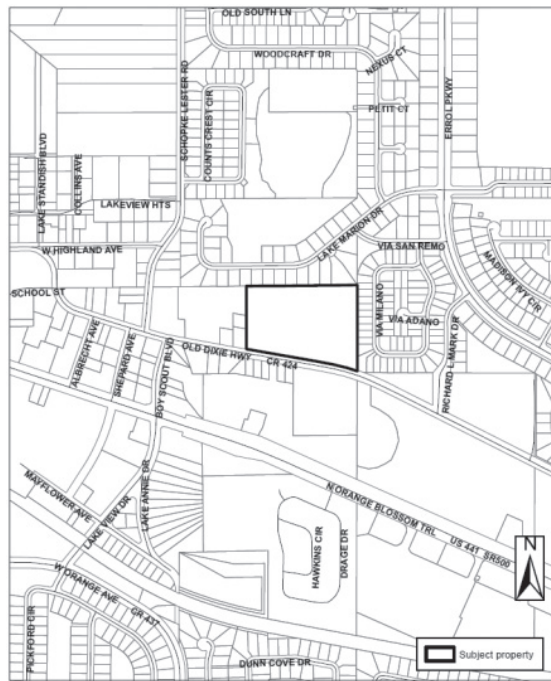 OLD SOUTH LN
WOODCRAFT DR
NEXUS CT
SCHOPKE-LESTER RD
COUNTS CREST CIR
PETIT CT
ERROL PKWY
LAKE STANDISH BLVD
COLLINS AVE
LAKEVIEW HTS
LAKE MARION DR
W HIGHLAND AVE
VIA SAN REMO
MADISON IVY CIR
SCHOOL ST
VIA MILANO
VIA ADANO
RICHARD L MARK DR
ALBRECHT AVE
SHEPARD AVE
BOY SCOUT BLVD
OLD DIXIE HWY
CR 424
MAYFLOWER AVE
LAKE VIEW DR
LAKE ANNIE DR
N ORANGE BLOSSOM TRL
US 441 SR500
HAWKINS CIR
DRAGE DR
N
W ORANGE AVE
CR 437
PICKFORD CIR
DUNN COVE DR
Subject property